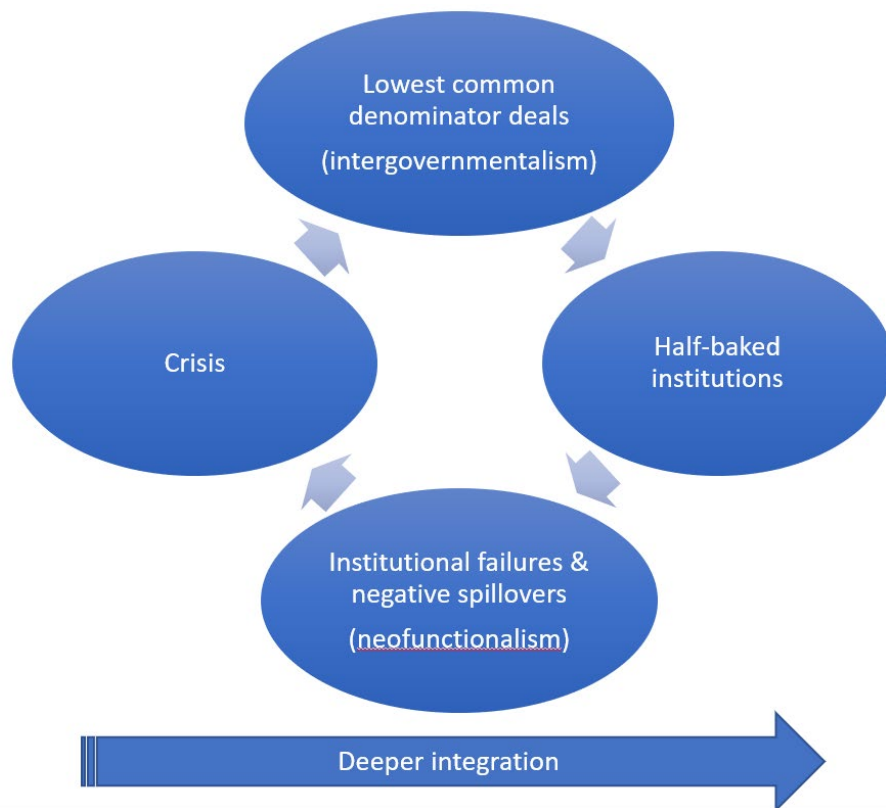 Lowest common
denominator deals
(intergovernmentalism)
Crisis
Half-baked
institutions
Institutional failures &
negative spillovers
(neofunctionalism)
Deeper integration